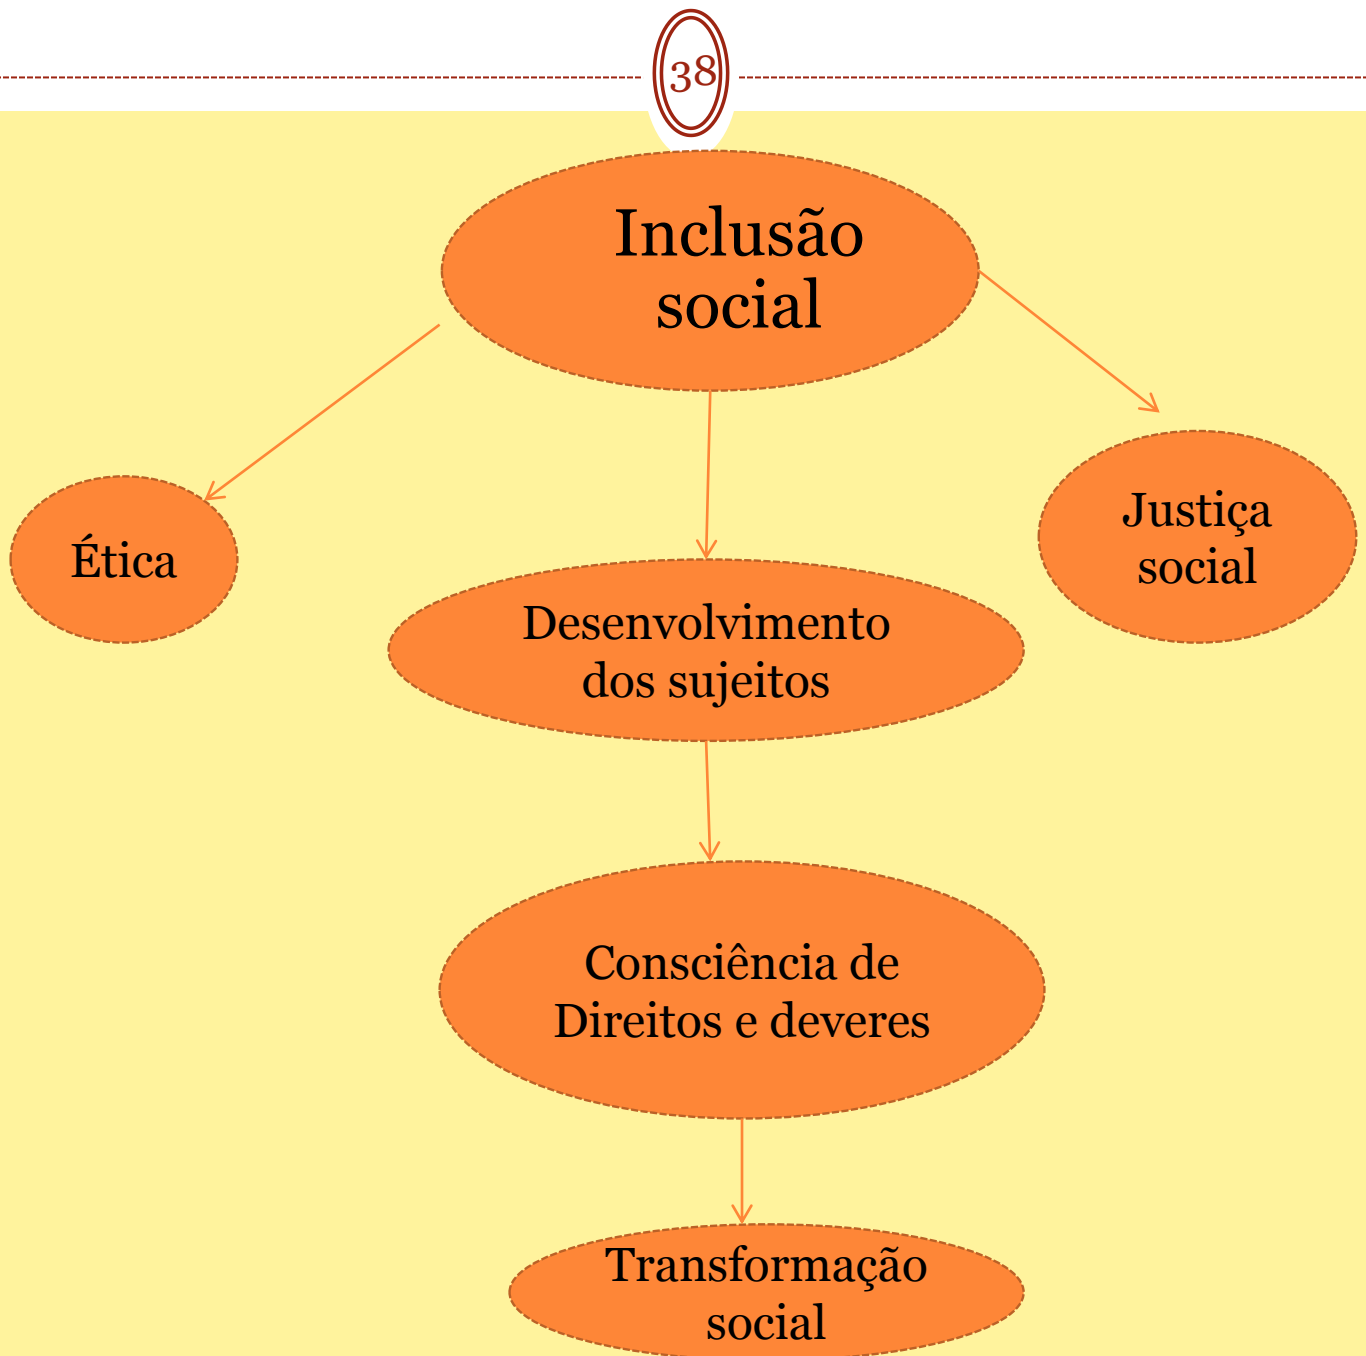 38
Inclusão
social
Ética
Justiça
social
Desenvolvimento
dos sujeitos
Consciência de
Direitos e deveres
Transformação
social